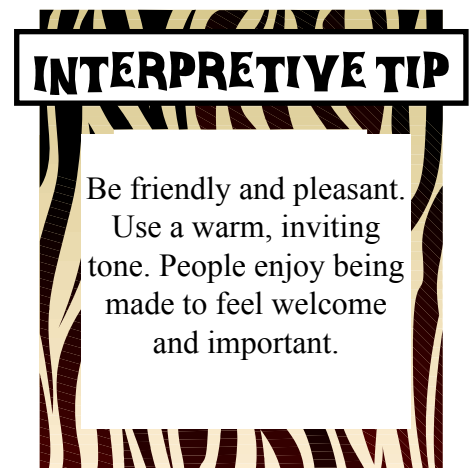 INTERPRETIVE TIP
Be friendly and pleasant.
Use a warm, inviting
tone. People enjoy being
made to feel welcome
and important.